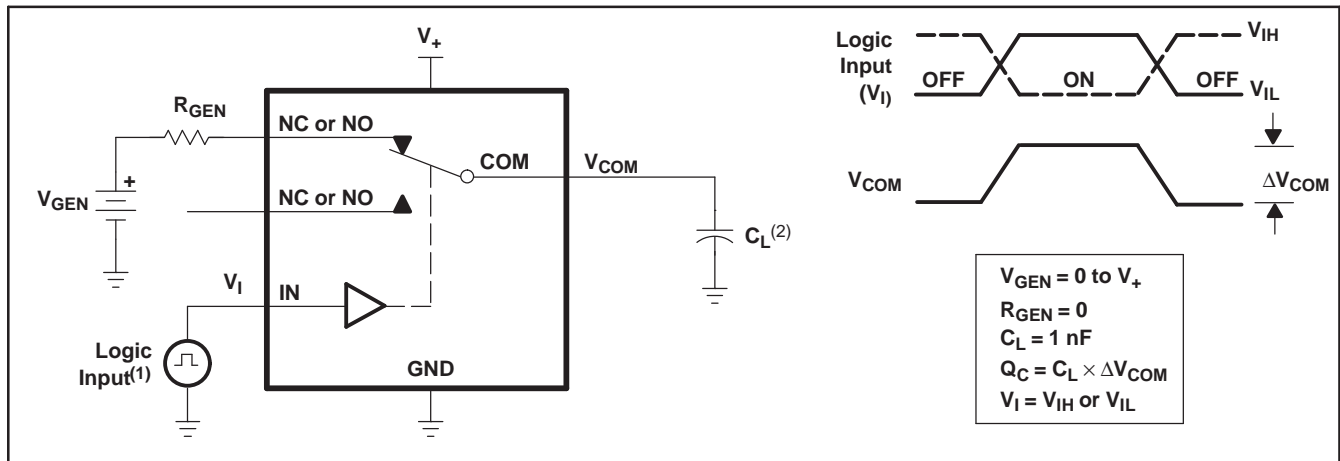 V+
RGEN
NC or NO
COM
VCOM
+
VGEN
NC or NO
CL(2)
VI
IN
Logic
Input(1)
GND
Logic
Input
(VI)
OFF
ON
OFF
VIH
VIL
VCOM
ΔVCOM
VGEN = 0 to V+
RGEN = 0
CL = 1 nF
QC = CL × ΔVCOM
VI = VIH or VIL